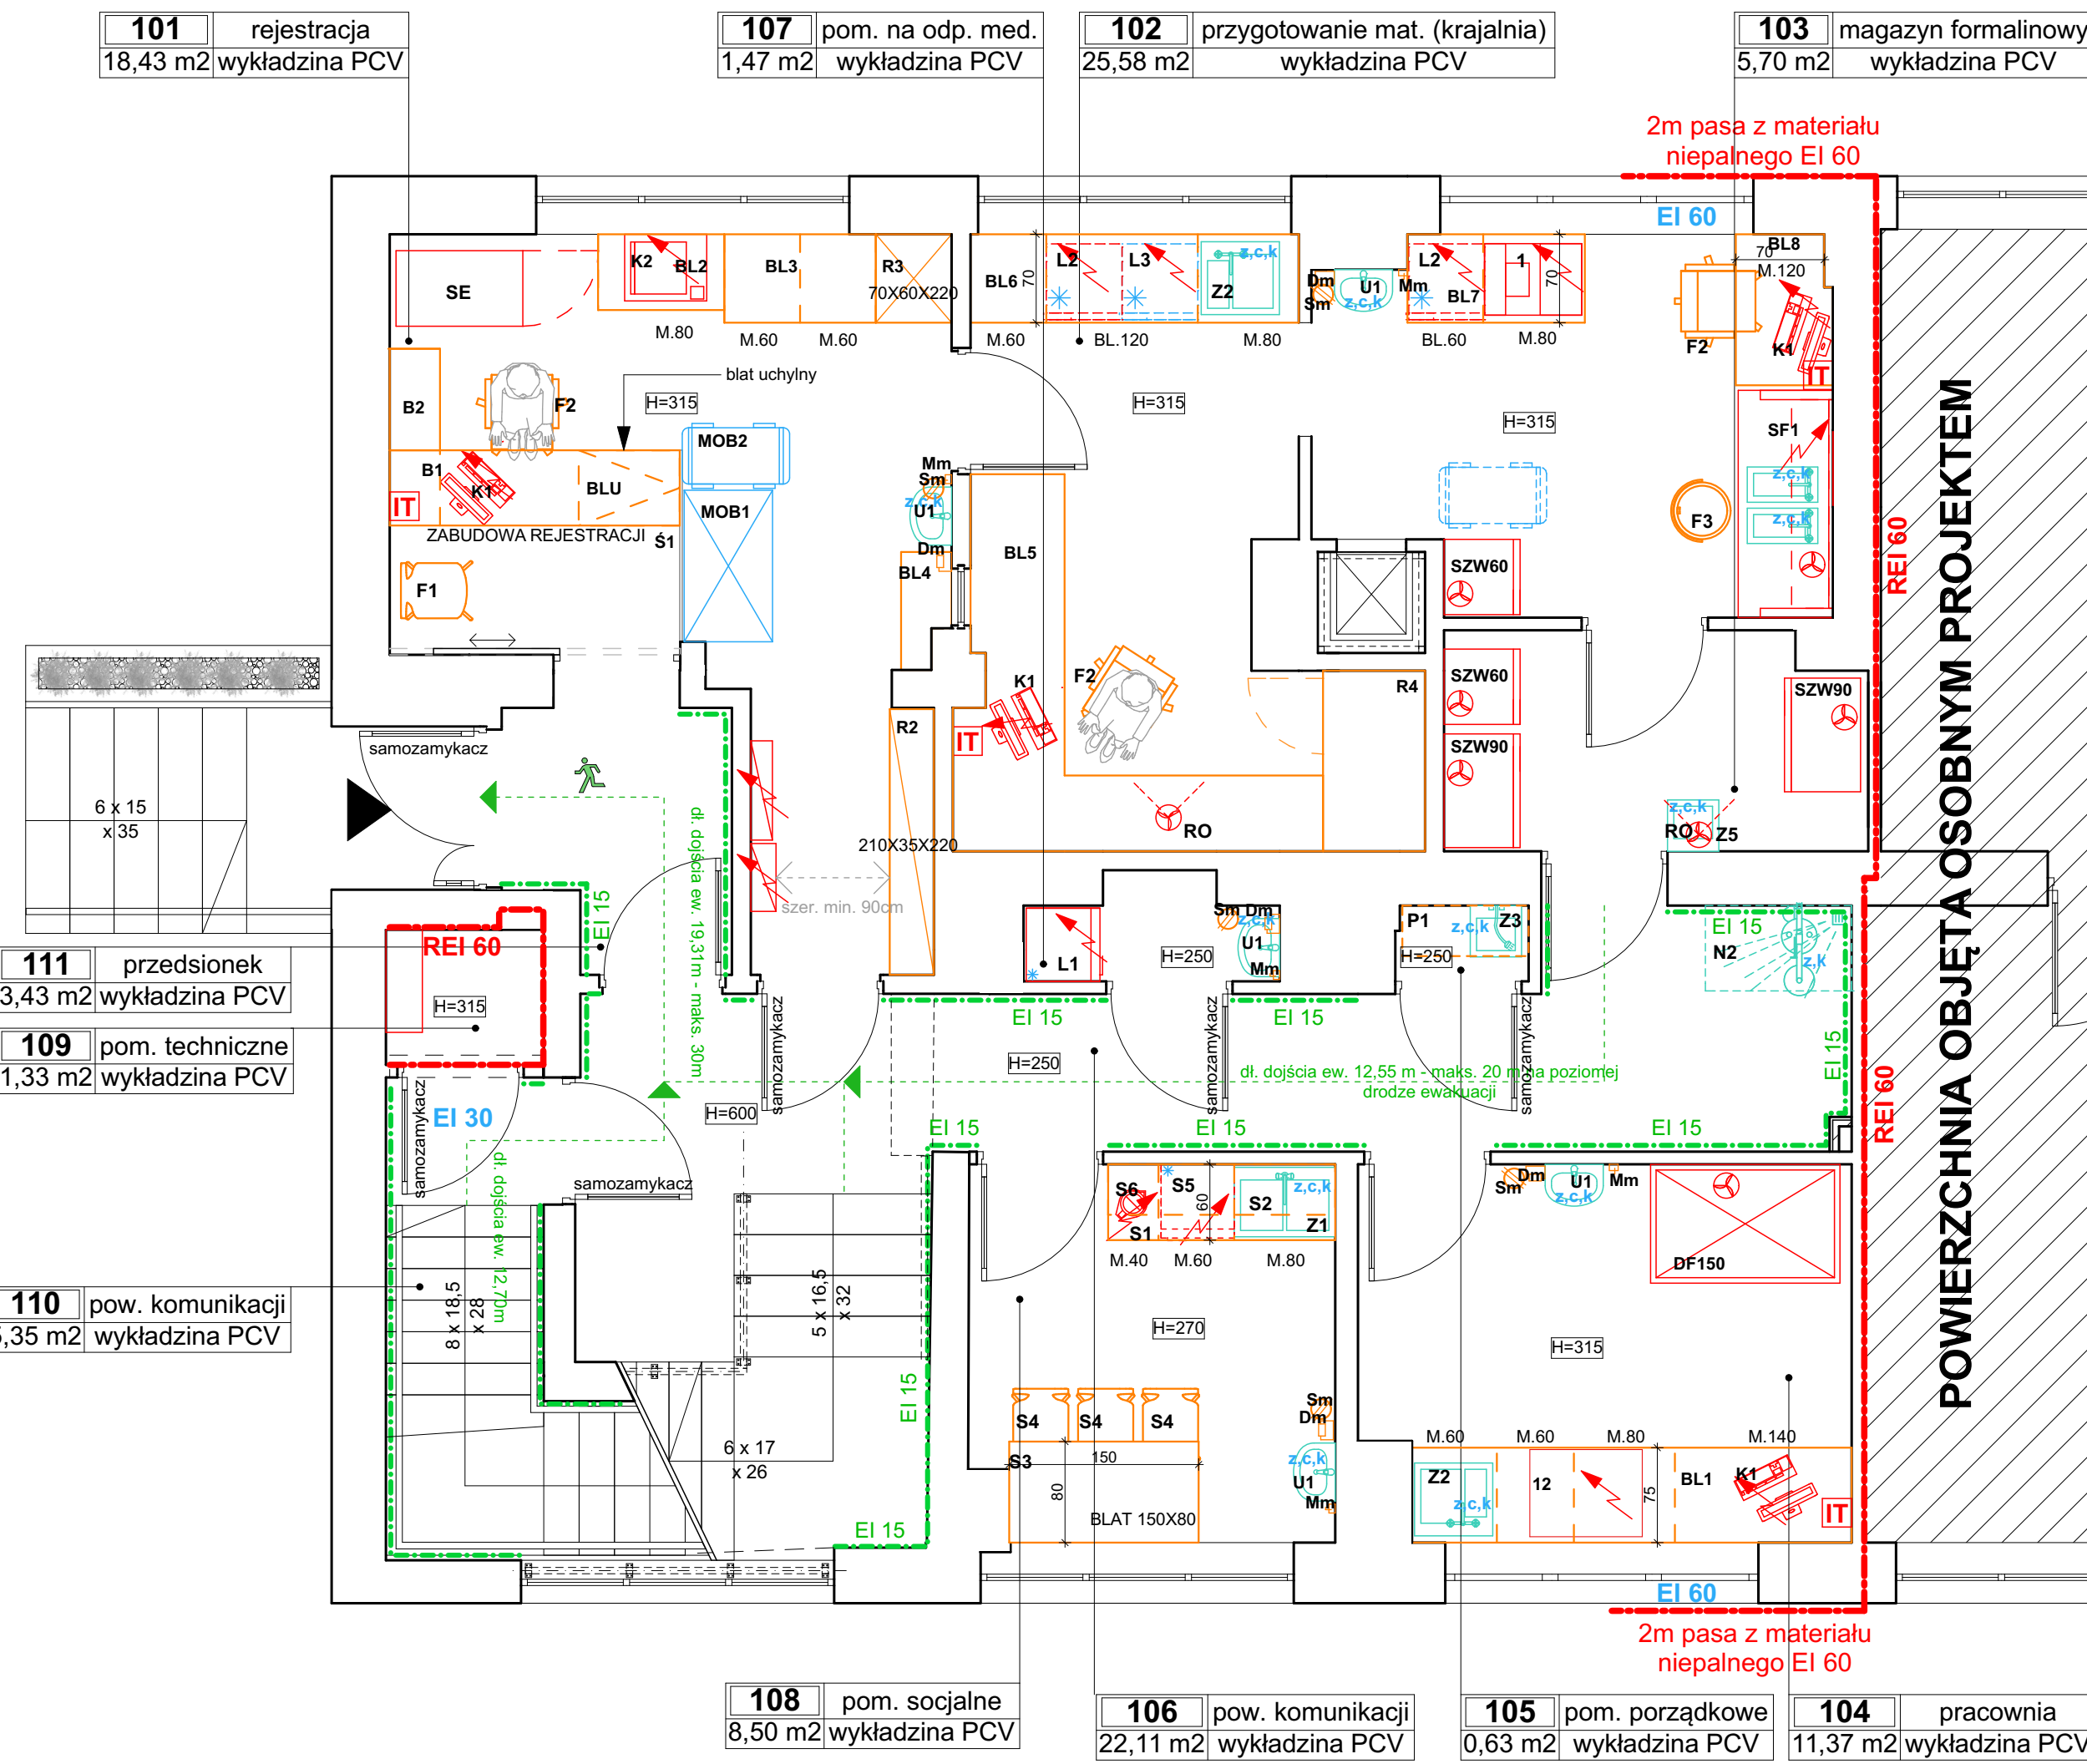 101 rejestracja
18,43 m2 wykładzina PCV
107 pom. na odp. med.
1,47 m2 wykładzina PCV
102 przygotowanie mat. (krajalnia)
25,58 m2 wykładzina PCV
103 magazyn formalinowy
5,70 m2 wykładzina PCV
2m pasa z materiału
niepalnego EI 60
EI 60
SE
K2
BL2
BL3
R3
70X60X220
M.80
M.60
M.60
BL6
70
L2
L3
z,c,k
Z2
M.60
BL.120
M.80
Dm
Sm
U1
z,c,k
Mm
L2
BL7
1
70
BL.60
M.80
BL8
70
M.120
F2
K1
IT
blat uchylny
B2
F2
H=315
H=315
H=315
MOB2
SF1
z,c,k
z,c,k
F3
B1
K1
BLU
IT
MOB1
ZABUDOWA REJESTRACJI
Ś1
Mm
Sm
z,c,k
U1
Dm
BL4
BL5
F1
SZW60
REI 60
POWIERZCHNIA OBJĘTA OSOBNYM PROJEKTEM
K1
F2
R4
SZW60
SZW90
IT
R2
SZW90
samozamykacz
6 x 15
x 35
dł. dojścia ew. 19,31m - maks. 30m
210X35X220
szer. min. 90cm
RO
z,c,k
RO
Z5
EI 15
REI 60
H=315
111 przedsionek
3,43 m2 wykładzina PCV
109 pom. techniczne
1,33 m2 wykładzina PCV
L1
H=250
Sm Dm
z,c,k
U1
Mm
P1
z,c,k
Z3
H=250
EI 15
N2
z,k
samozamykacz
EI 15
samozamykacz
EI 15
samozamykacz
EI 15
H=250
dł. dojścia ew. 12,55 m - maks. 20 m na poziomej
drodze ewakuacji
REI 60
samozamykacz
EI 30
H=600
EI 15
EI 15
EI 15
dł. dojścia ew. 12,70m
samozamykacz
S6
S1
S5
60
S2
z,c,k
Z1
M.40
M.60
M.80
Sm
Dm
U1
z,c,k
Mm
DF150
110 pow. komunikacji
5,35 m2 wykładzina PCV
8 x 18,5
x 28
5 x 16,5
x 32
H=270
H=315
EI 15
S4
S4
S4
Sm
Dm
S3
150
80
BLAT 150X80
z,c,k
U1
Mm
6 x 17
x 26
EI 15
M.60
M.60
M.80
M.140
Z2
z,c,k
12
75
BL1
K1
IT
EI 60
2m pasa z materiału
niepalnego EI 60
108 pom. socjalne
8,50 m2 wykładzina PCV
106 pow. komunikacji
22,11 m2 wykładzina PCV
105 pom. porządkowe
0,63 m2 wykładzina PCV
104 pracownia
11,37 m2 wykładzina PCV